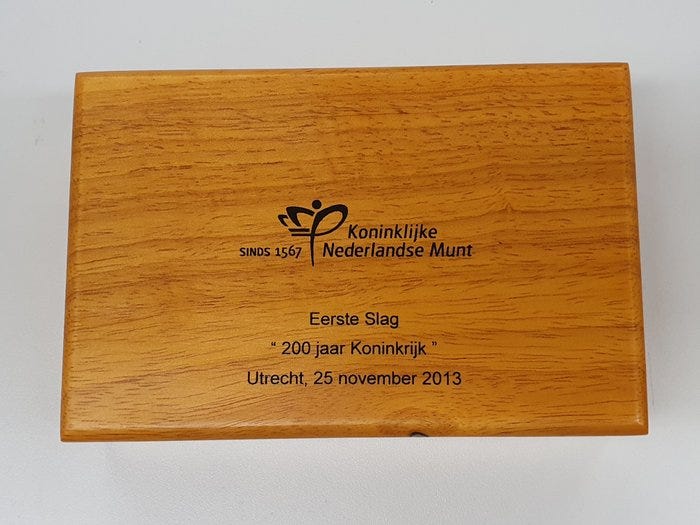 Koninklijke
SINDS 1567 Nederlandse Munt
Eerste Slag
“ 200 jaar Koninkrijk ”
Utrecht, 25 november 2013